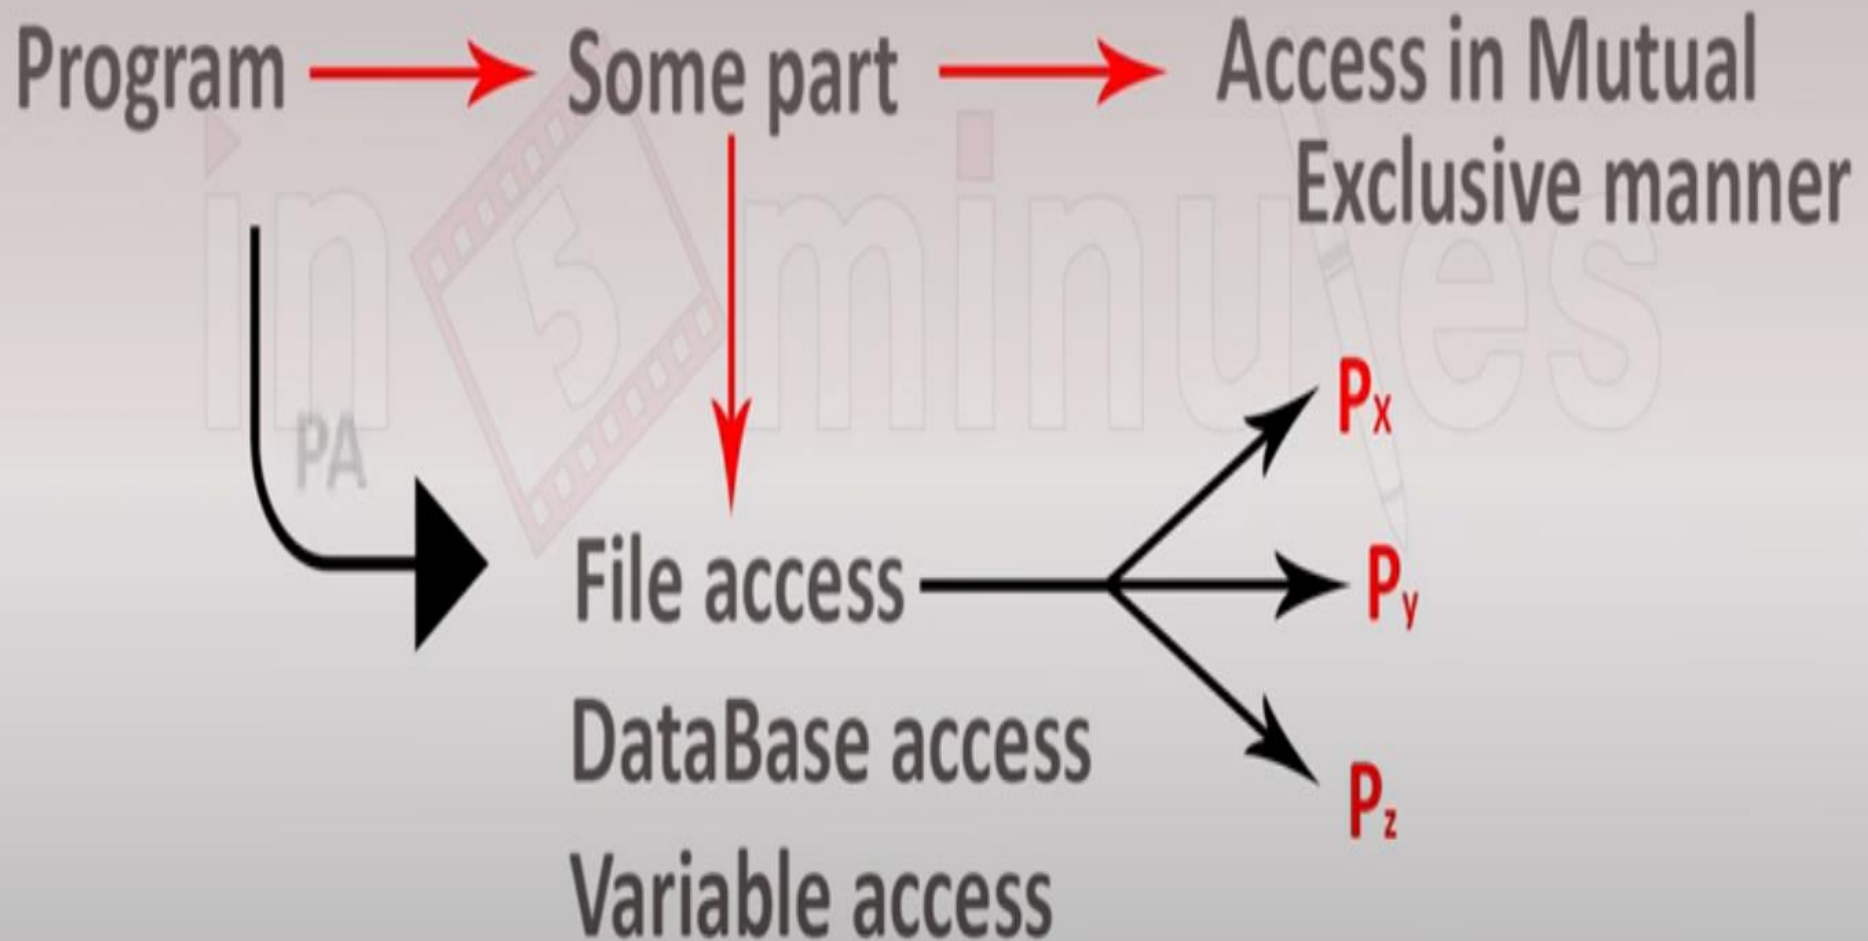 Program Some part Access in Mutual
Exclusive manner
in 5 minutes
PA
Px
File access Py
DataBase access
Pz
Variable access